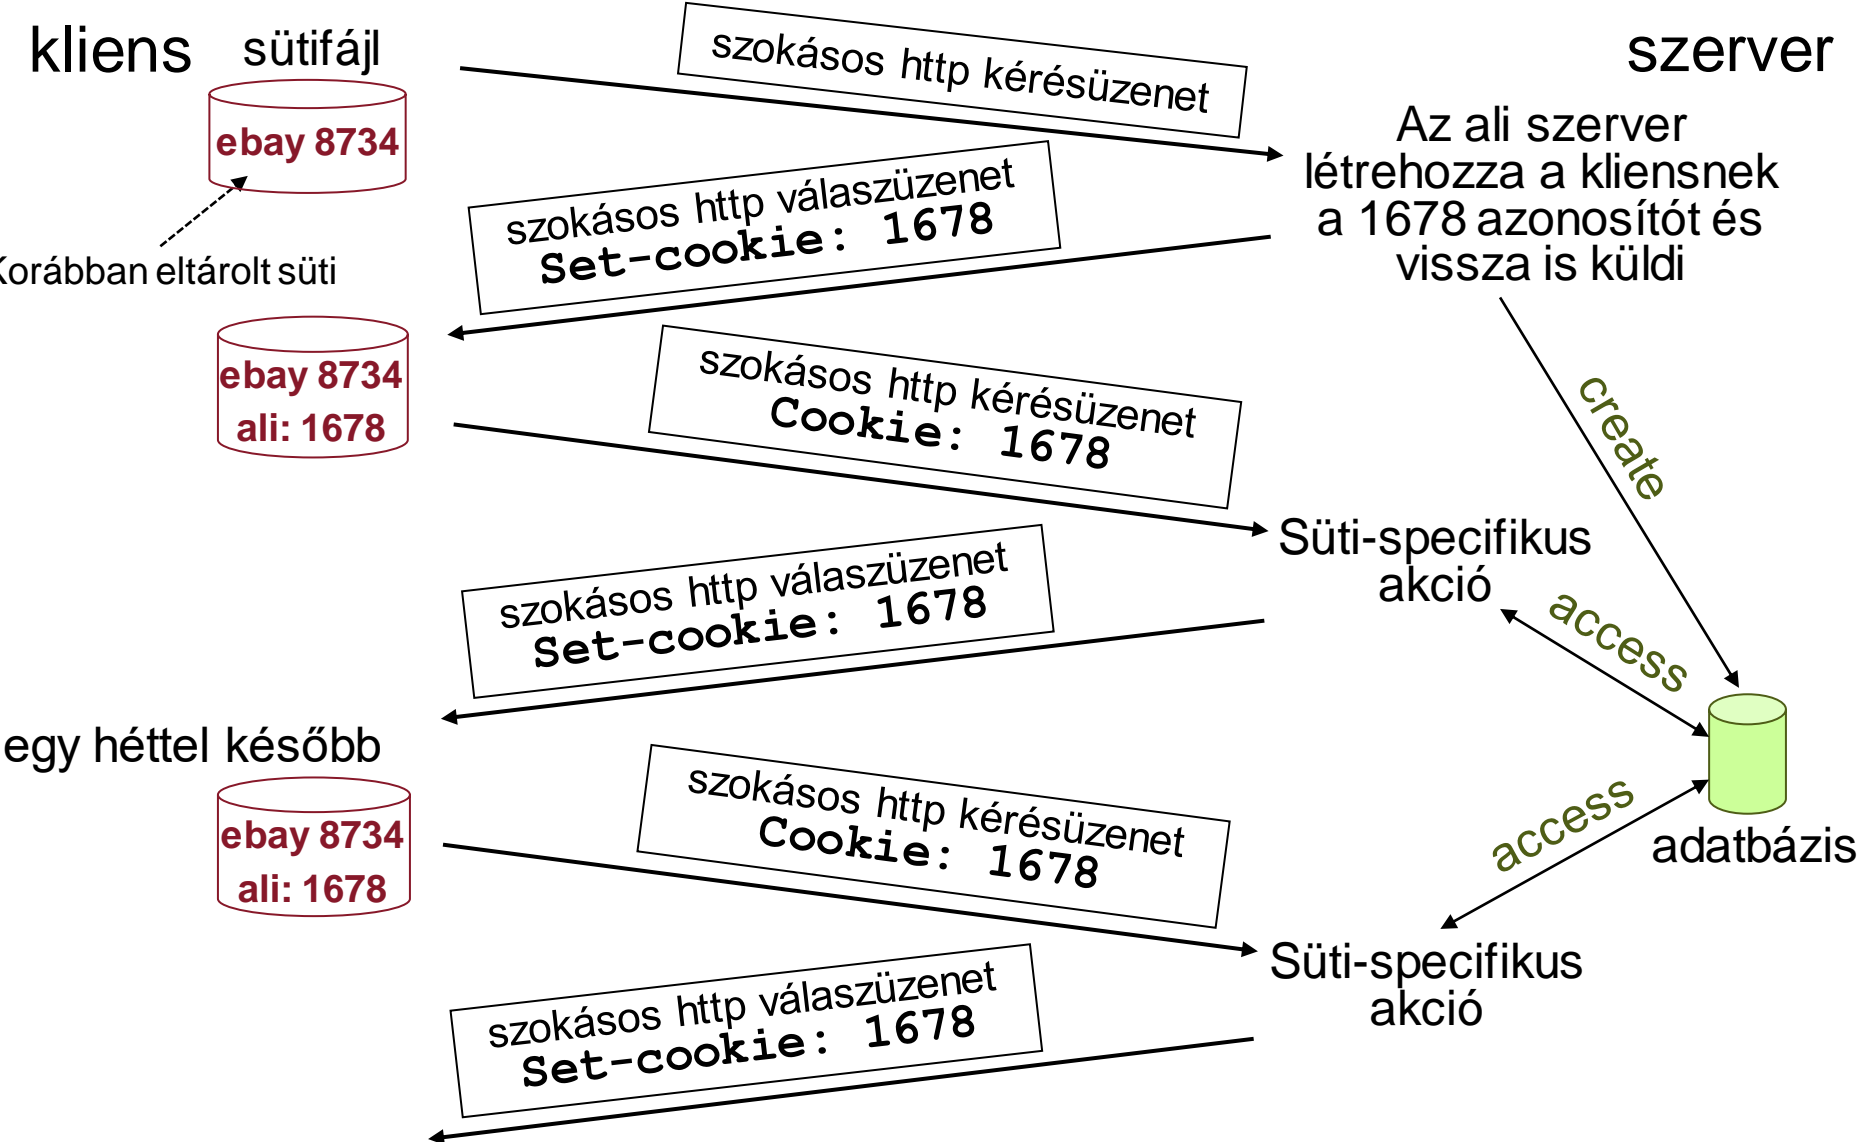 kliens
sütifájl
szokásos http kérésüzenet
szerver
ebay 8734
Az ali szerver
létrehozza a kliensnek
a 1678 azonosítót és
vissza is küldi
szokásos http válaszüzenet
Set-cookie: 1678
Korábban eltárolt süti
ebay 8734
ali: 1678
szokásos http kérésüzenet
Cookie: 1678
create
Süti-specifikus
akció
access
szokásos http válaszüzenet
Set-cookie: 1678
egy héttel később
ebay 8734
ali: 1678
szokásos http kérésüzenet
Cookie: 1678
access
adatbázis
Süti-specifikus
akció
szokásos http válaszüzenet
Set-cookie: 1678